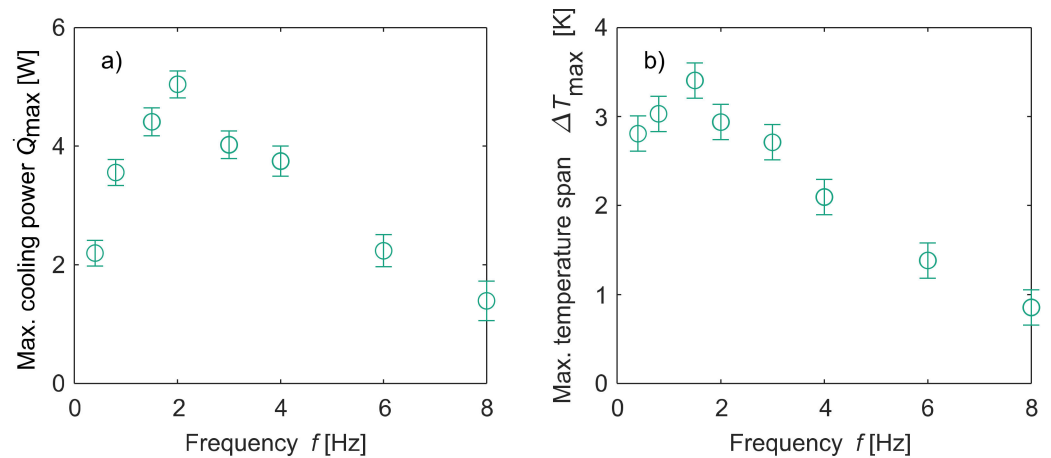 a)
Max. cooling power Q̇max [W]
6
4
2
0
0 2 4 6 8
Frequency f [Hz]
b)
Max. temperature span ΔTmax [K]
4
3
2
1
0
0 2 4 6 8
Frequency f [Hz]